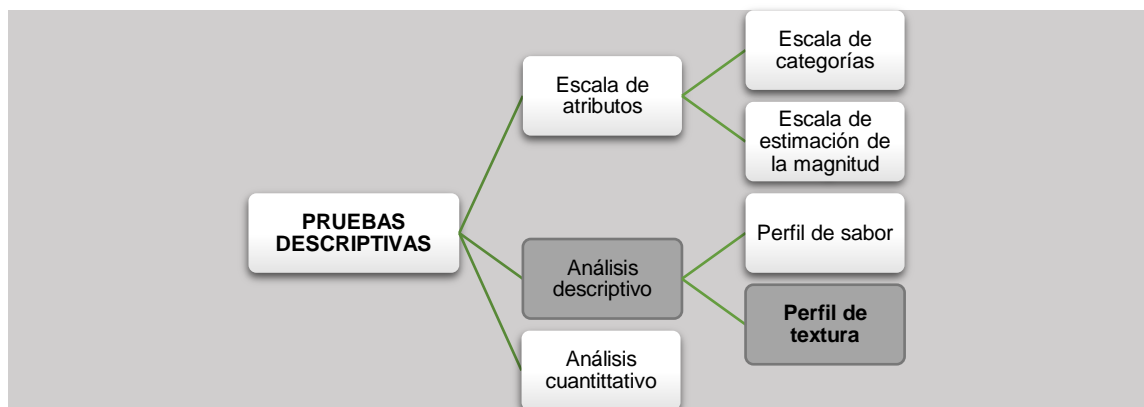 Escala de
categorías
Escala de
atributos
Escala de
estimación de
la magnitud
PRUEBAS
DESCRIPTIVAS
Perfil de sabor
Análisis
descriptivo
Perfil de
textura
Análisis
cuantittativo